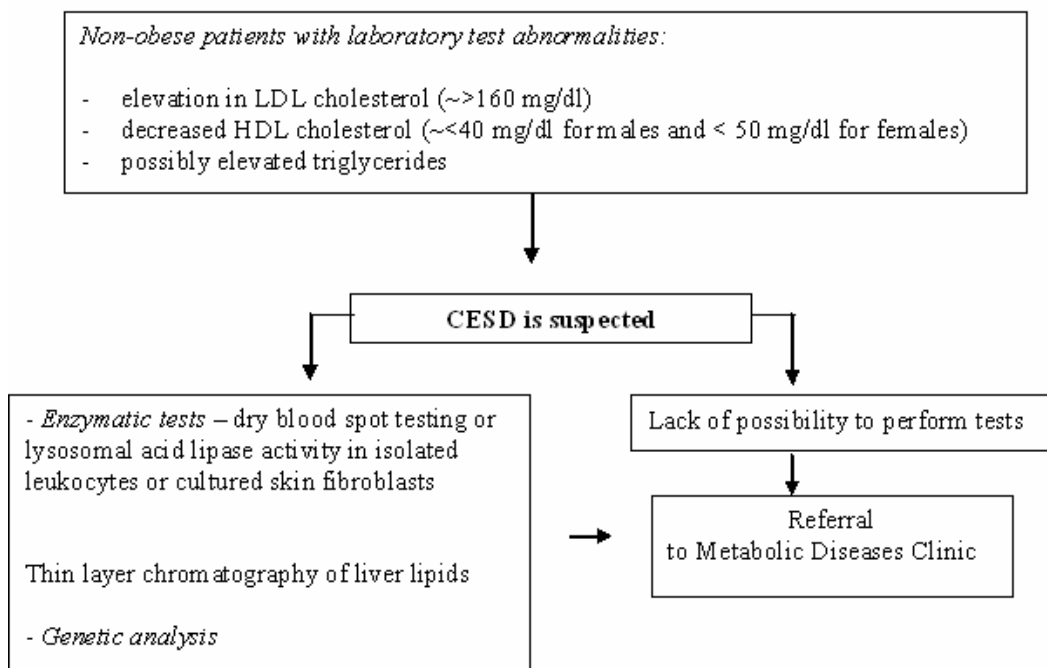 Non-obese patients with laboratory test abnormalities:
- elevation in LDL cholesterol (~>160 mg/dl)
- decreased HDL cholesterol (~<40 mg/dl for males and < 50 mg/dl for females)
- possibly elevated triglycerides
CESD is suspected
- Enzymatic tests – dry blood spot testing or
lysosomal acid lipase activity in isolated
leukocytes or cultured skin fibroblasts
Thin layer chromatography of liver lipids
- Genetic analysis
Lack of possibility to perform tests
Referral
to Metabolic Diseases Clinic